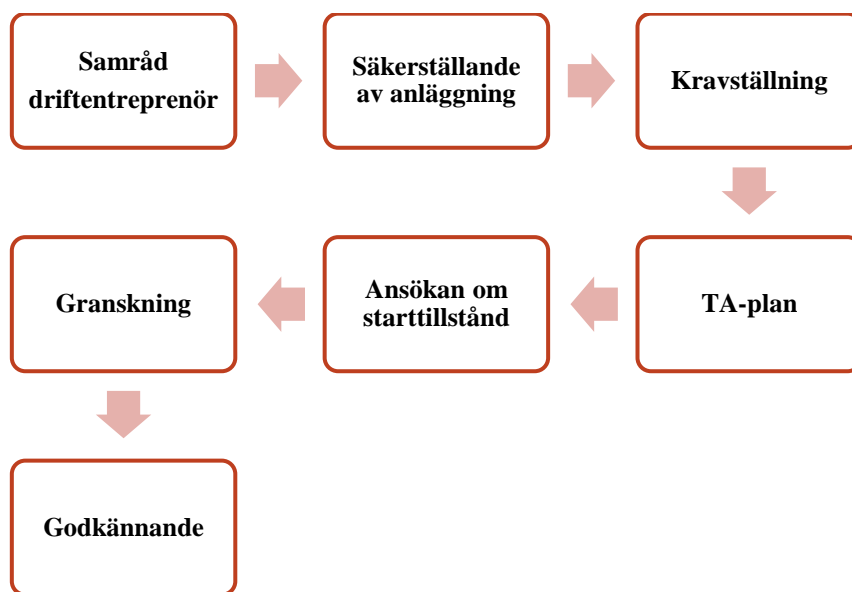 Samråd
driftentreprenör
Säkerställande
av anläggning
Kravställning
TA-plan
Ansökan om
starttillstånd
Granskning
Godkännande